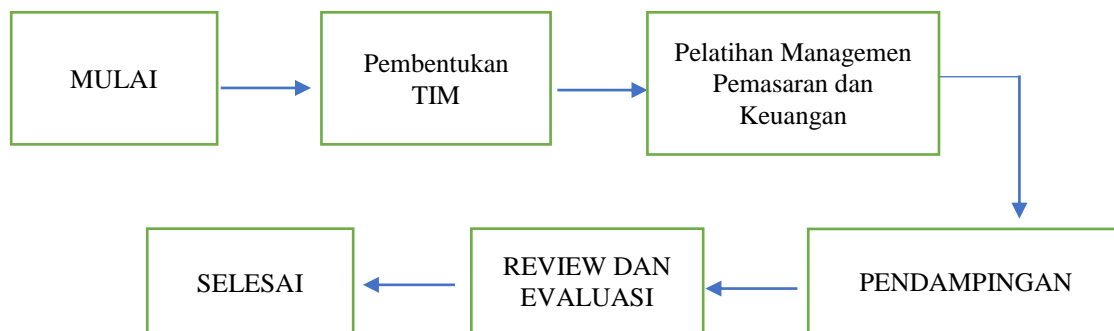 MULAI
Pembentukan
TIM
Pelatihan Managemen
Pemasaran dan
Keuangan
PENDAMPINGAN
REVIEW DAN
EVALUASI
SELESAI